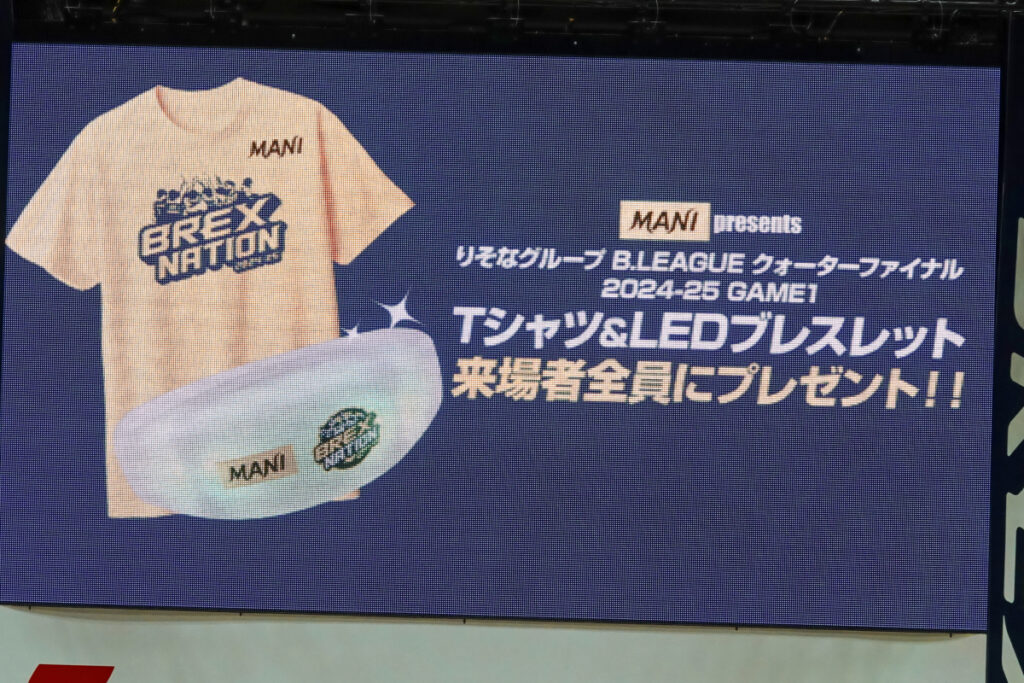 MANI
BREX
NATION
2024-25
MANI
BREX
NATION
MANI presents
りそなグループ B.LEAGUE クォーターファイナル
2024-25 GAME1
Tシャツ&LEDブレスレット
来場者全員にプレゼント!!